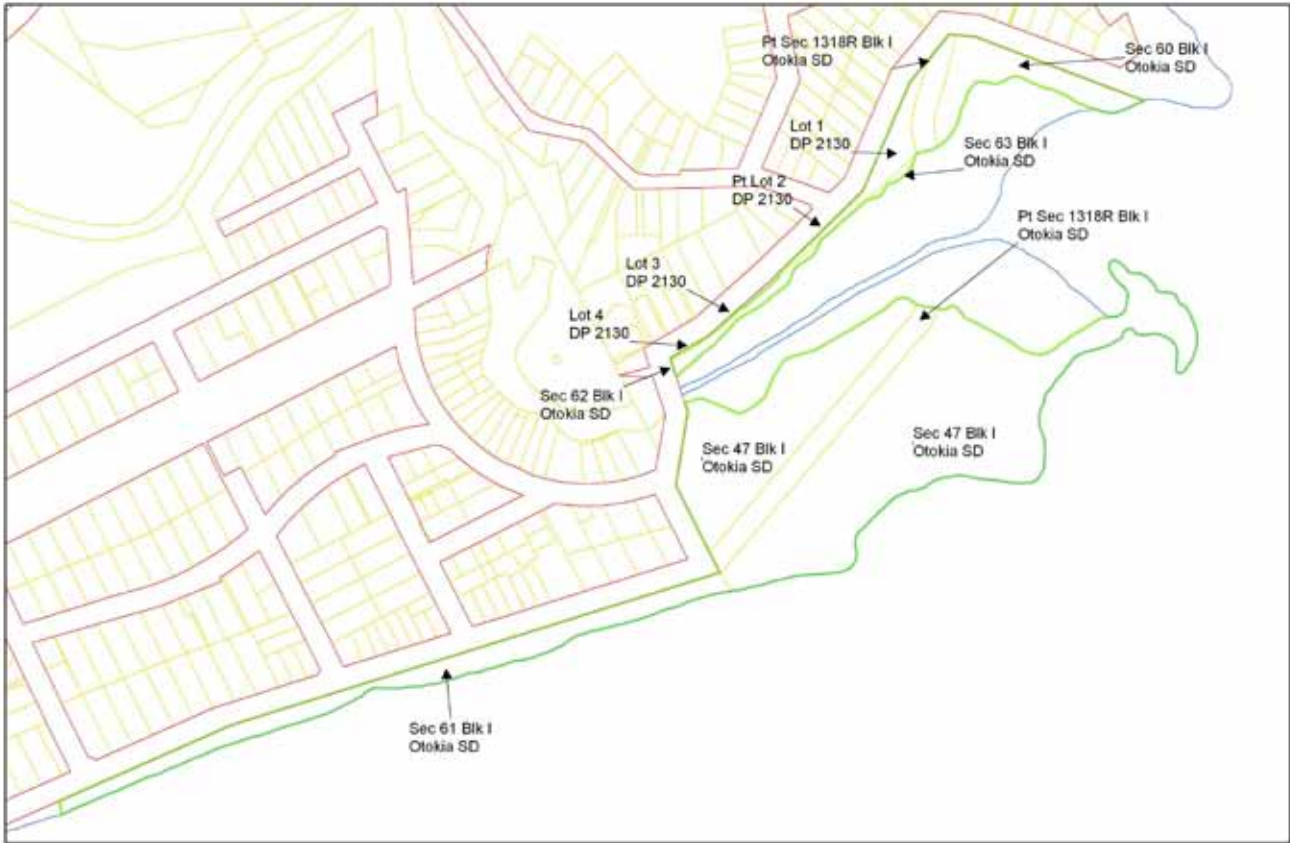 Pt Sec 1318R Blk I
Otokia SD
Sec 60 Blk I
Otokia SD
Lot 1
DP 2130
Sec 63 Blk I
Otokia SD
Pt Lot 2
DP 2130
Pt Sec 1318R Blk I
Otokia SD
Lot 3
DP 2130
Lot 4
DP 2130
Sec 62 Blk I
Otokia SD
Sec 47 Blk I
Otokia SD
Sec 47 Blk I
Otokia SD
Sec 61 Blk I
Otokia SD